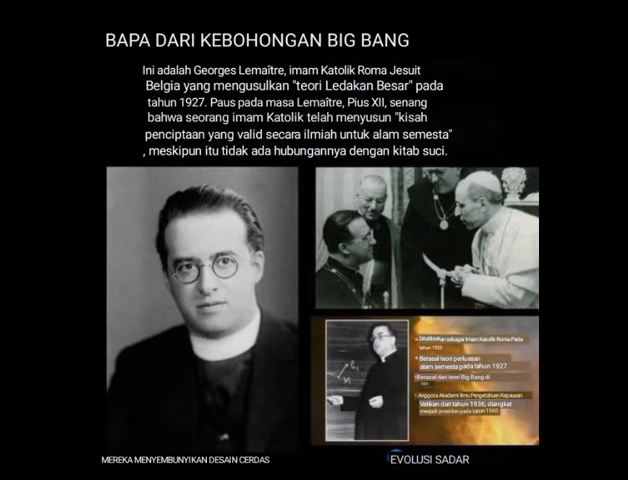 BAPA DARI KEBOHONGAN BIG BANG
Ini adalah Georges Lemaître, imam Katolik Roma Jesuit
Belgia yang mengusulkan "teori Ledakan Besar" pada
tahun 1927. Paus pada masa Lemaître, Pius XII, senang
bahwa seorang imam Katolik telah menyusun "kisah
penciptaan yang valid secara ilmiah untuk alam semesta"
, meskipun itu tidak ada hubungannya dengan kitab suci.
sebagai Imam Katolik Roma Pada
tahun 1923
Berasal teori perluasan
alam semesta pada tahun 1927
Berasal dari teori Big Bang di
Anggota Akademi Ilmu Pengetahuan Kepausan
Vatikan dari tahun 1936, diangkat
menjadi presiden pada tahun 1960
MEREKA MENYEMBUNYIKAN DESAIN CERDAS
EVOLUSI SADAR